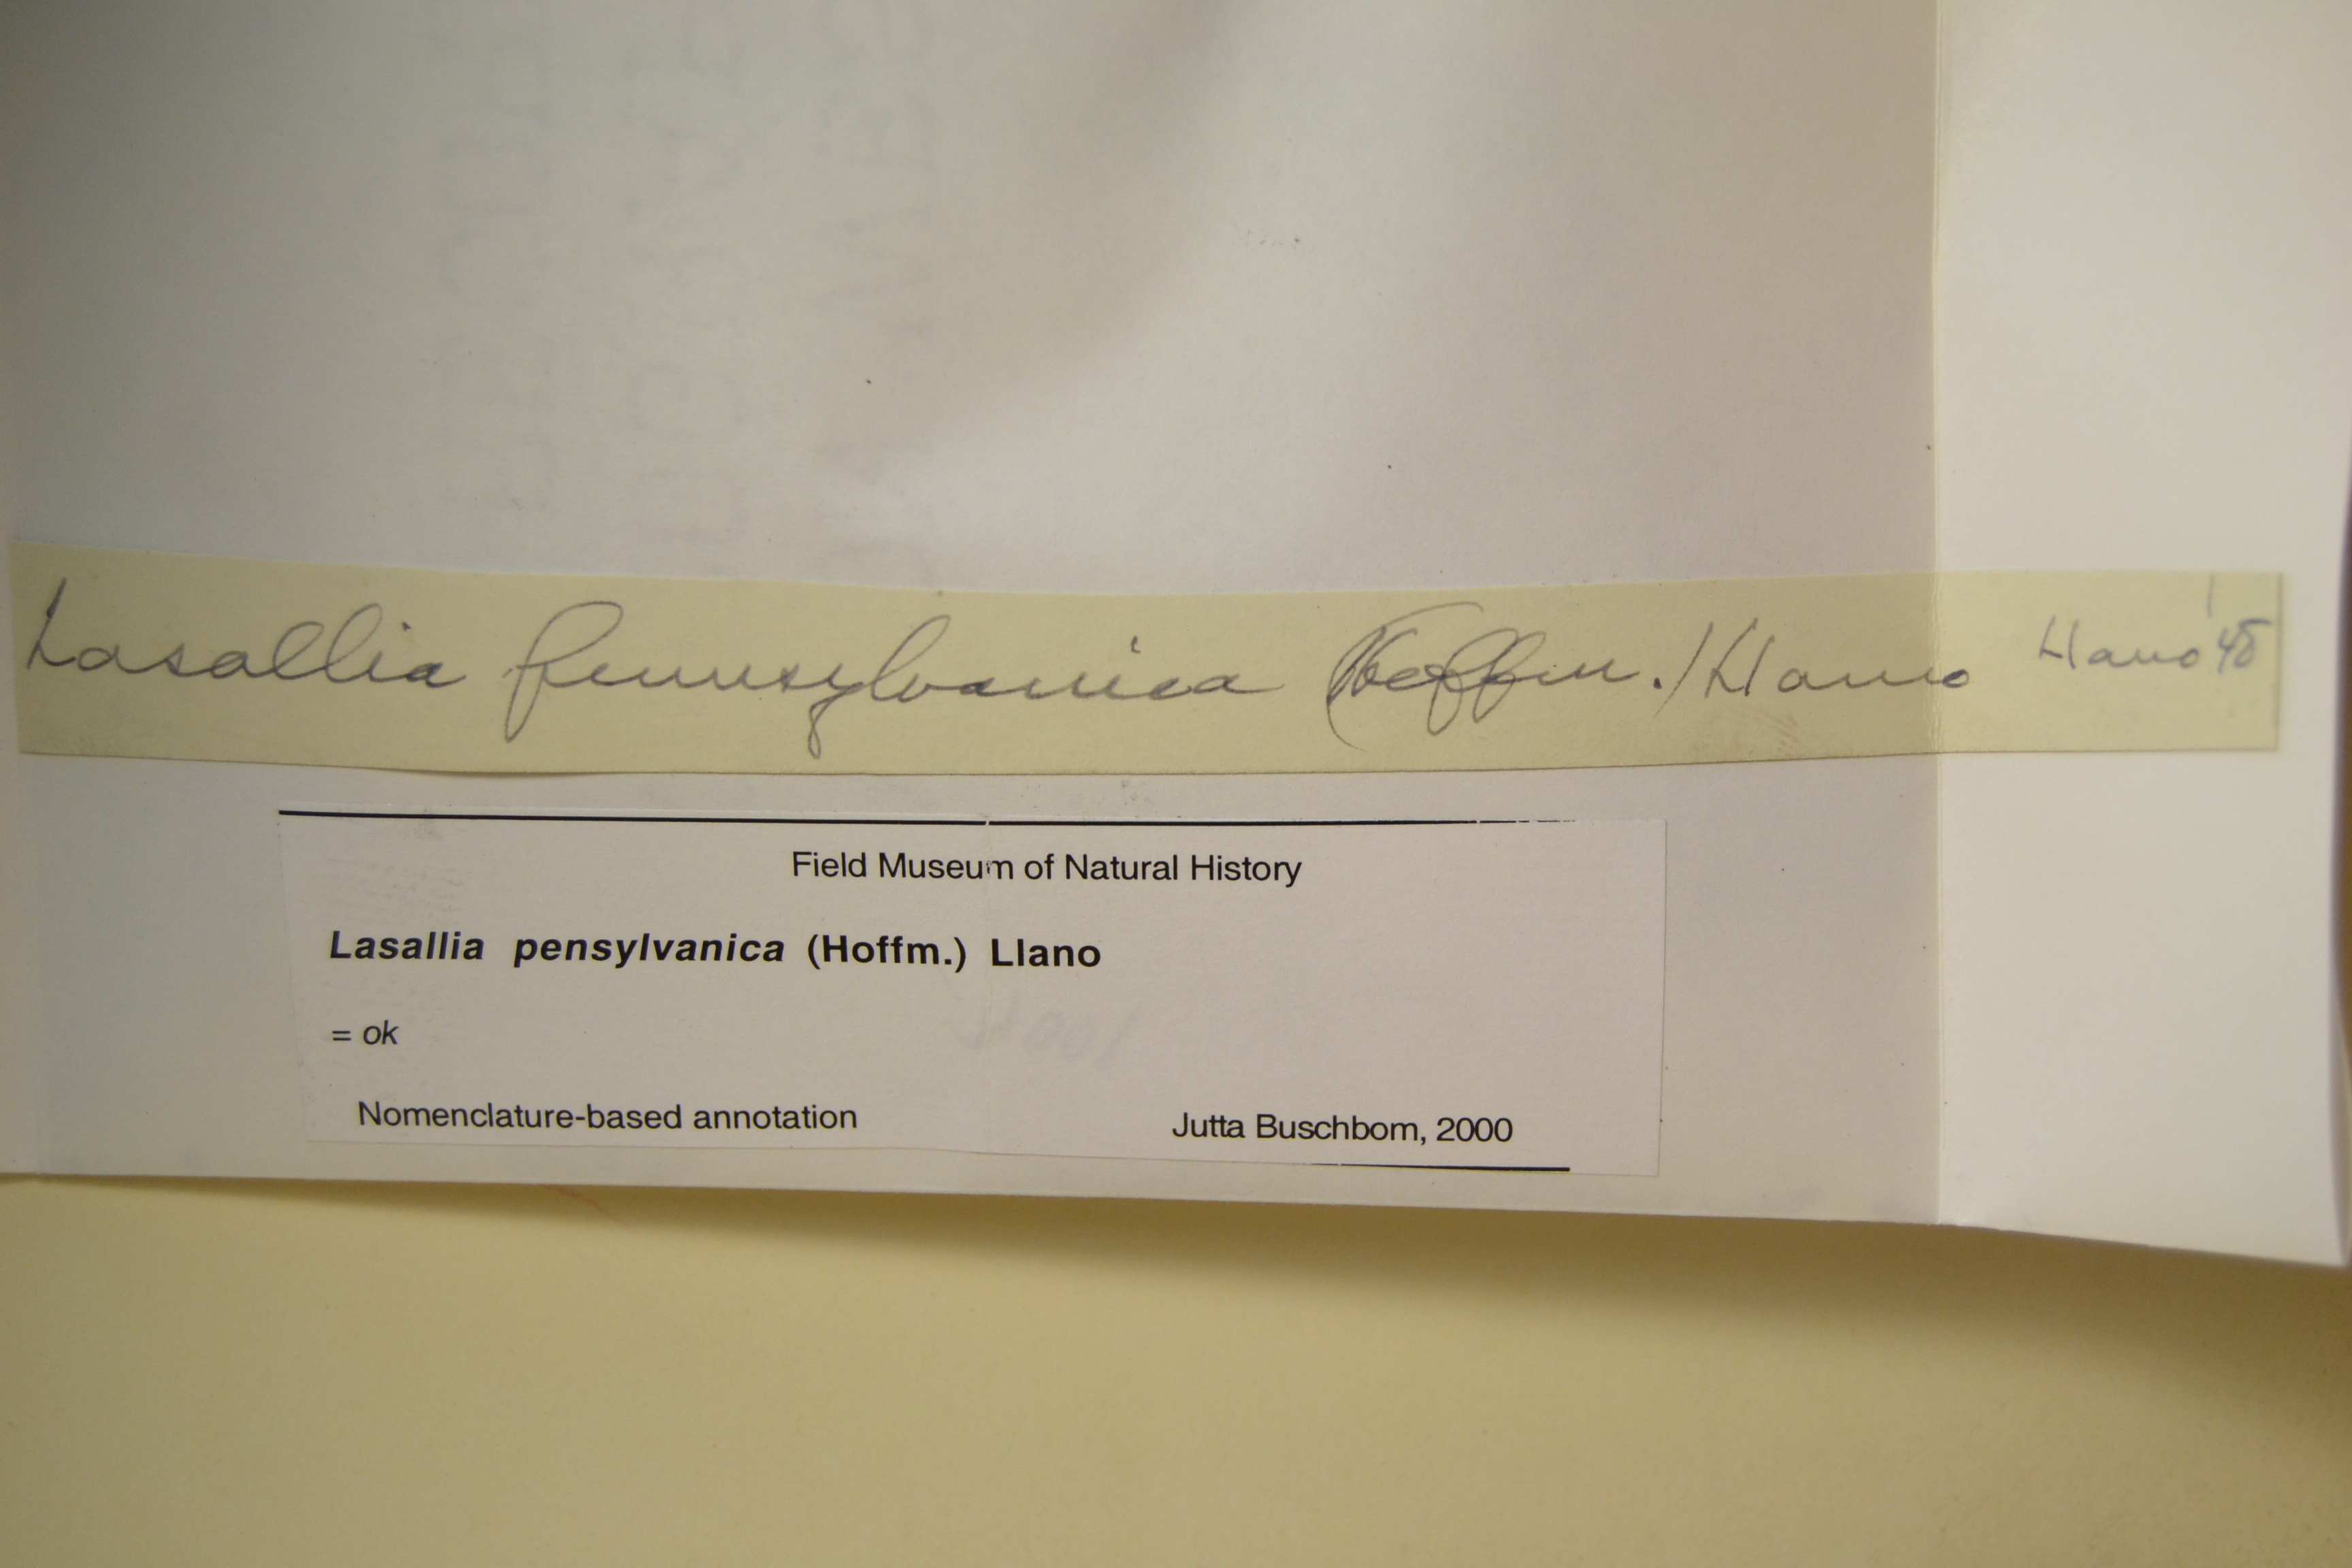 Lasallia pennsylvanica (Hoffm.) Llano Llano '48
Field Museum of Natural History
Lasallia pensylvanica (Hoffm.) Llano
= ok
Nomenclature-based annotation Jutta Buschbom, 2000